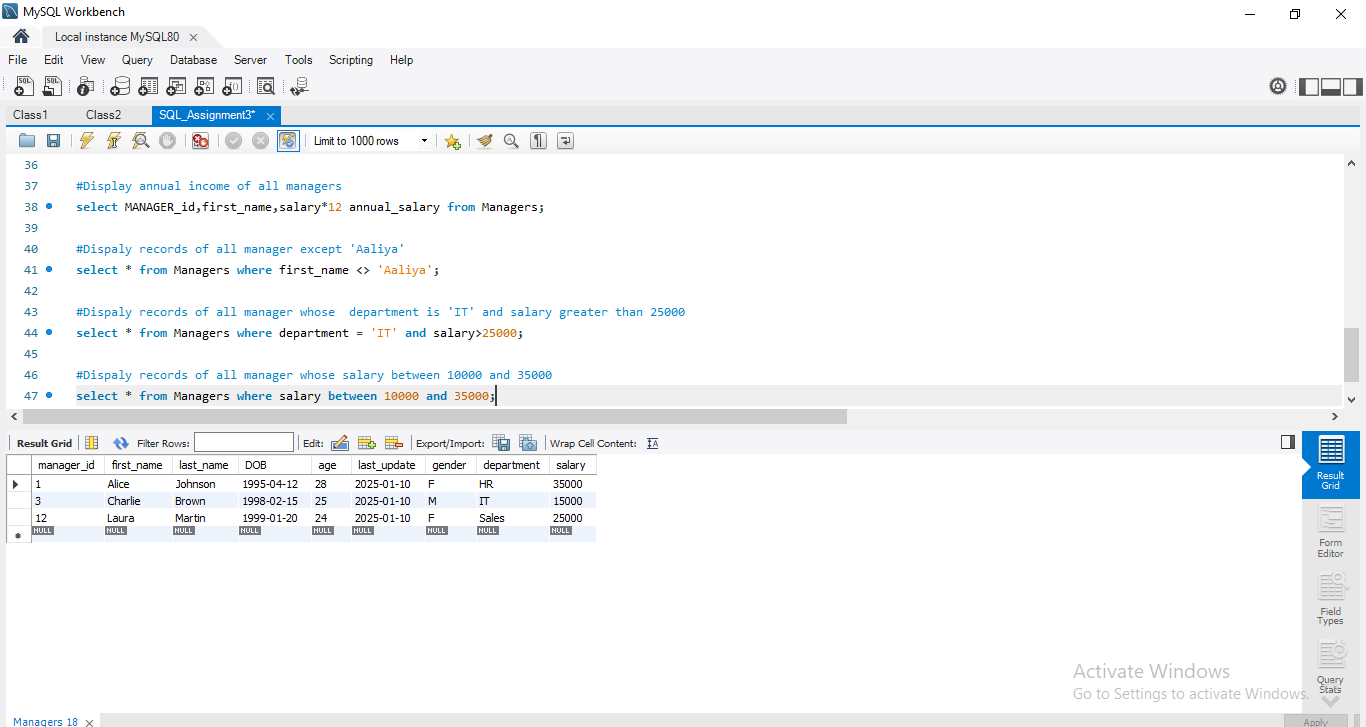 MySQL Workbench
Local instance MySQL80
File Edit View Query Database Server Tools Scripting Help
Class1 Class2 SQL_Assignment3*
Limit to 1000 rows
36
37 #Display annual income of all managers
38 select MANAGER_id,first_name,salary*12 annual_salary from Managers;
39
40 #Dispaly records of all manager except 'Aaliya'
41 select * from Managers where first_name <> 'Aaliya';
42
43 #Dispaly records of all manager whose  department is 'IT' and salary greater than 25000
44 select * from Managers where department = 'IT' and salary>25000;
45
46 #Dispaly records of all manager whose salary between 10000 and 35000
47 select * from Managers where salary between 10000 and 35000;
Result Grid Filter Rows: Edit: Export/Import: Wrap Cell Content:
manager_id first_name last_name DOB age last_update gender department salary
1 Alice Johnson 1995-04-12 28 2025-01-10 F HR 35000
3 Charlie Brown 1998-02-15 25 2025-01-10 M IT 15000
12 Laura Martin 1999-01-20 24 2025-01-10 F Sales 25000
NULL NULL NULL NULL NULL NULL NULL NULL NULL
Result
Grid
Form
Editor
Field
Types
Query
Stats
Activate Windows
Go to Settings to activate Windows.
Managers 18
Apply